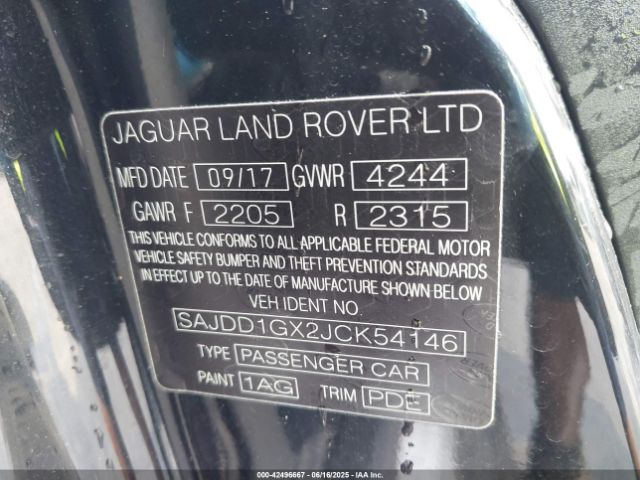 JAGUAR LAND ROVER LTD
MFD DATE 09/17 GVWR 4244
GAWR F 2205 R 2315
THIS VEHICLE CONFORMS TO ALL APPLICABLE FEDERAL MOTOR
VEHICLE SAFETY BUMPER AND THEFT PREVENTION STANDARDS
IN EFFECT UP TO THE DATE OF MANUFACTURE SHOWN BELOW
VEH IDENT NO.
SAJDD1GX2JCK54146
TYPE PASSENGER CAR
PAINT 1AG TRIM PDE
000-42496667 - 06/16/2025 - IAA Inc.